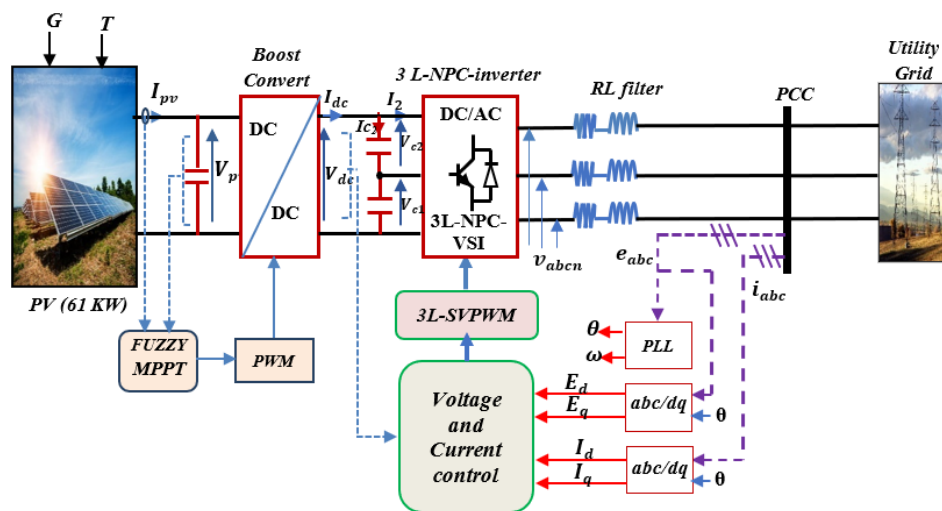 G
T
Boost
Convert
3 L-NPC-inverter
RL filter
PCC
Utility
Grid
I_pv
I_dc
I_2
DC
DC
V_dc
V_c2
V_c1
DC/AC
3L-NPC-
VSI
v_abcn
e_abc
i_abc
PV (61 KW)
3L-SVPWM
FUZZY
MPPT
PWM
θ
ω
PLL
Voltage
and
Current
control
E_d
E_q
abc/dq
θ
I_d
I_q
abc/dq
θ